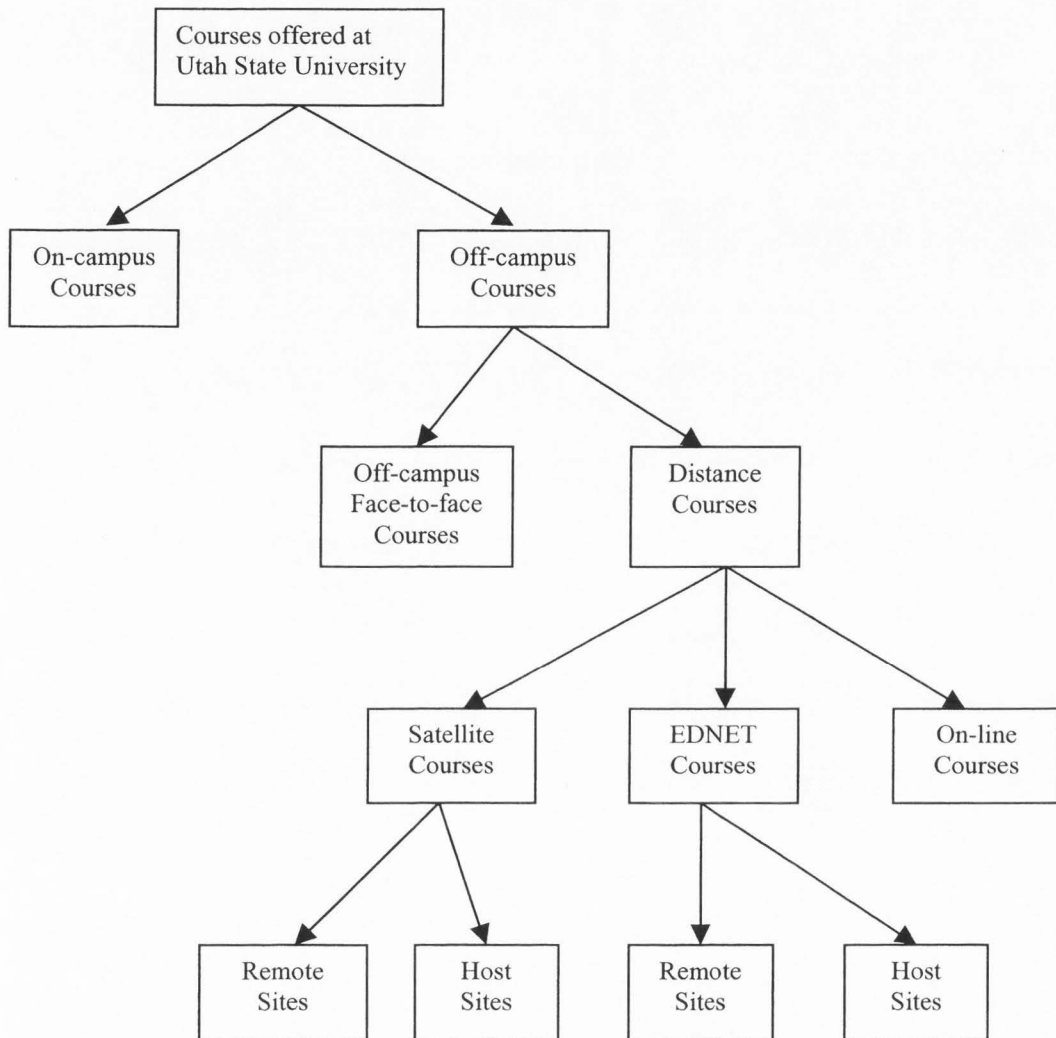 Courses offered at
Utah State University
On-campus
Courses
Off-campus
Courses
Off-campus
Face-to-face
Courses
Distance
Courses
Satellite
Courses
EDNET
Courses
On-line
Courses
Remote
Sites
Host
Sites
Remote
Sites
Host
Sites